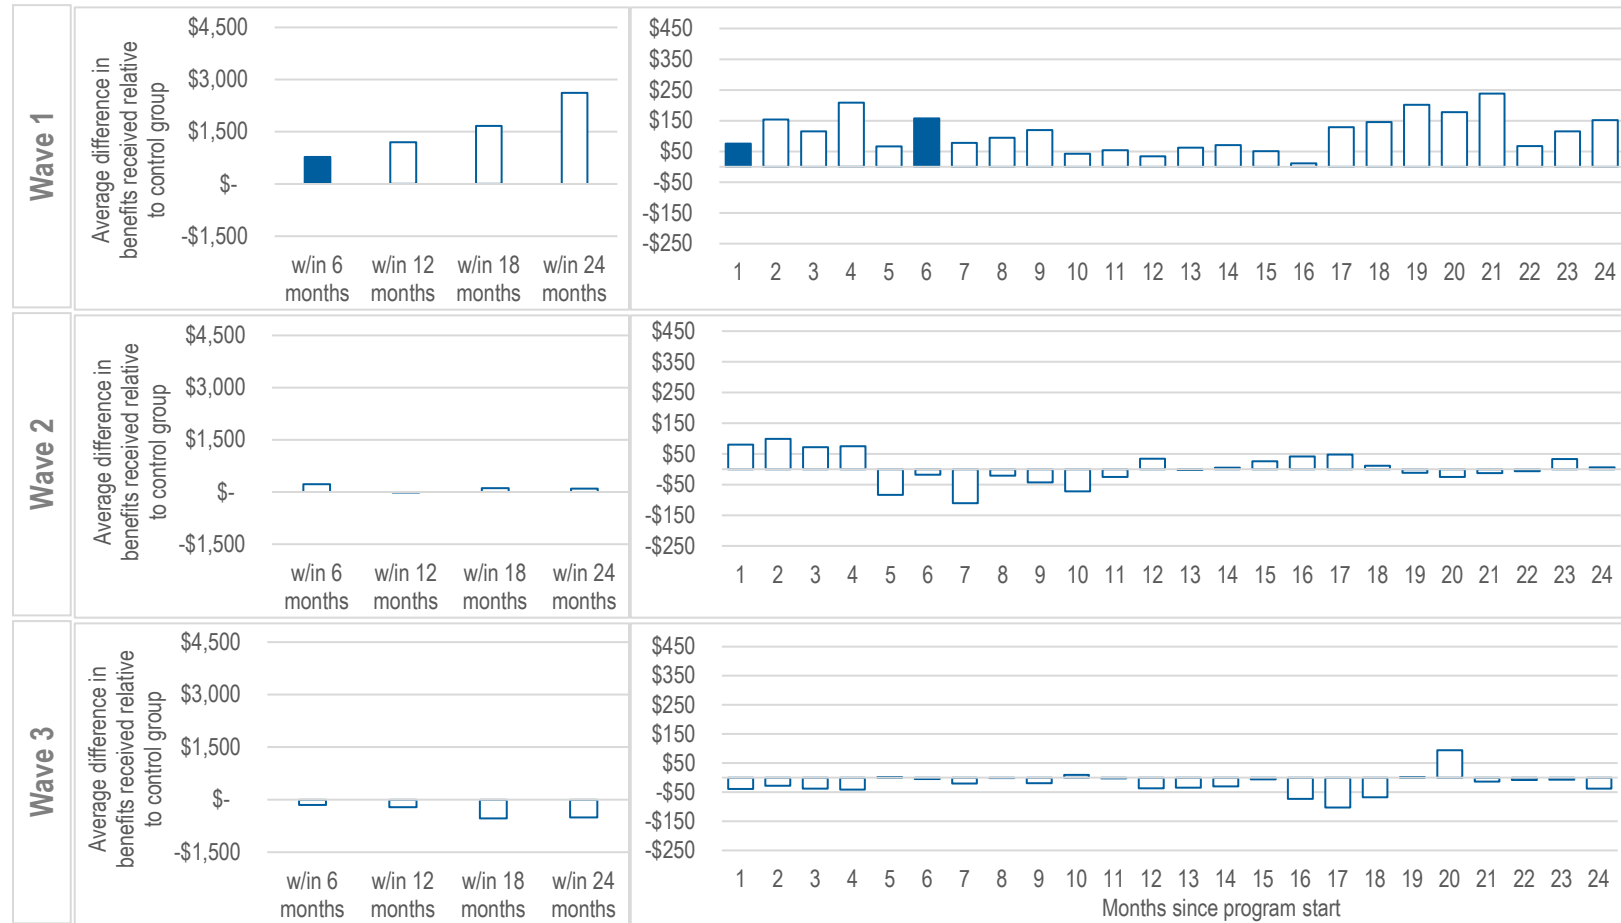 Wave 1
Average difference in
benefits received relative
to control group
$4,500
$3,000
$1,500
$-
-$1,500
w/in 6 months
w/in 12 months
w/in 18 months
w/in 24 months
$450
$350
$250
$150
$50
-$50
-$150
-$250
1 2 3 4 5 6 7 8 9 10 11 12 13 14 15 16 17 18 19 20 21 22 23 24
Wave 2
Average difference in
benefits received relative
to control group
$4,500
$3,000
$1,500
$-
-$1,500
w/in 6 months
w/in 12 months
w/in 18 months
w/in 24 months
$450
$350
$250
$150
$50
-$50
-$150
-$250
1 2 3 4 5 6 7 8 9 10 11 12 13 14 15 16 17 18 19 20 21 22 23 24
Wave 3
Average difference in
benefits received relative
to control group
$4,500
$3,000
$1,500
$-
-$1,500
w/in 6 months
w/in 12 months
w/in 18 months
w/in 24 months
$450
$350
$250
$150
$50
-$50
-$150
-$250
1 2 3 4 5 6 7 8 9 10 11 12 13 14 15 16 17 18 19 20 21 22 23 24
Months since program start